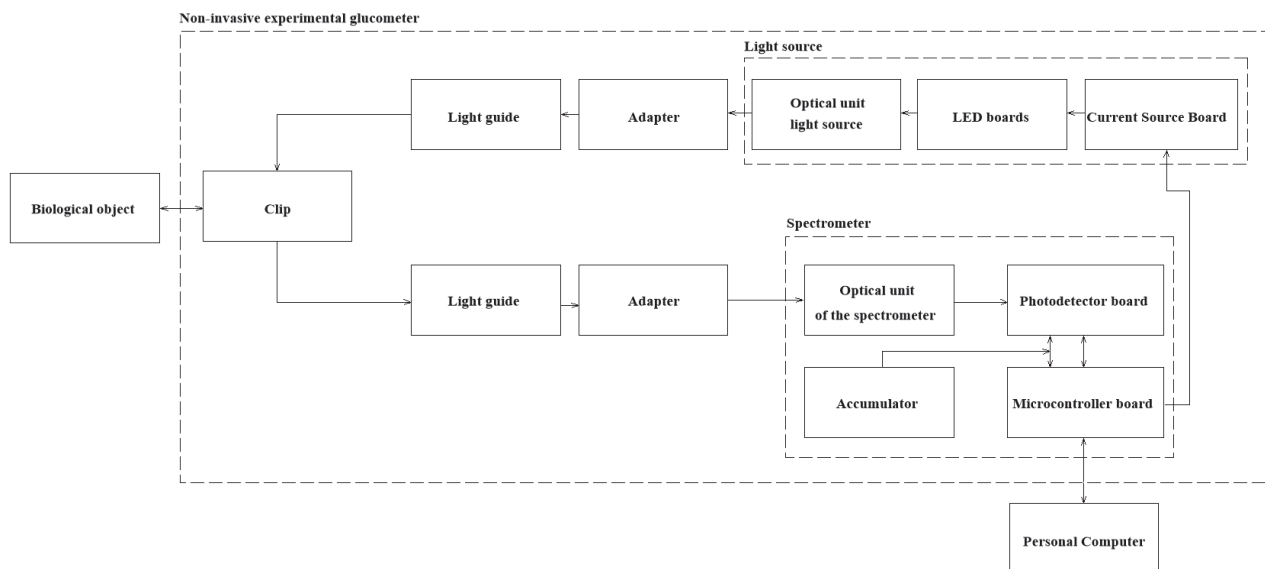 Non-invasive experimental glucometer
Light source
Light guide
Adapter
Optical unit
light source
LED boards
Current Source Board
Biological object
Clip
Spectrometer
Light guide
Adapter
Optical unit
of the spectrometer
Photodetector board
Accumulator
Microcontroller board
Personal Computer